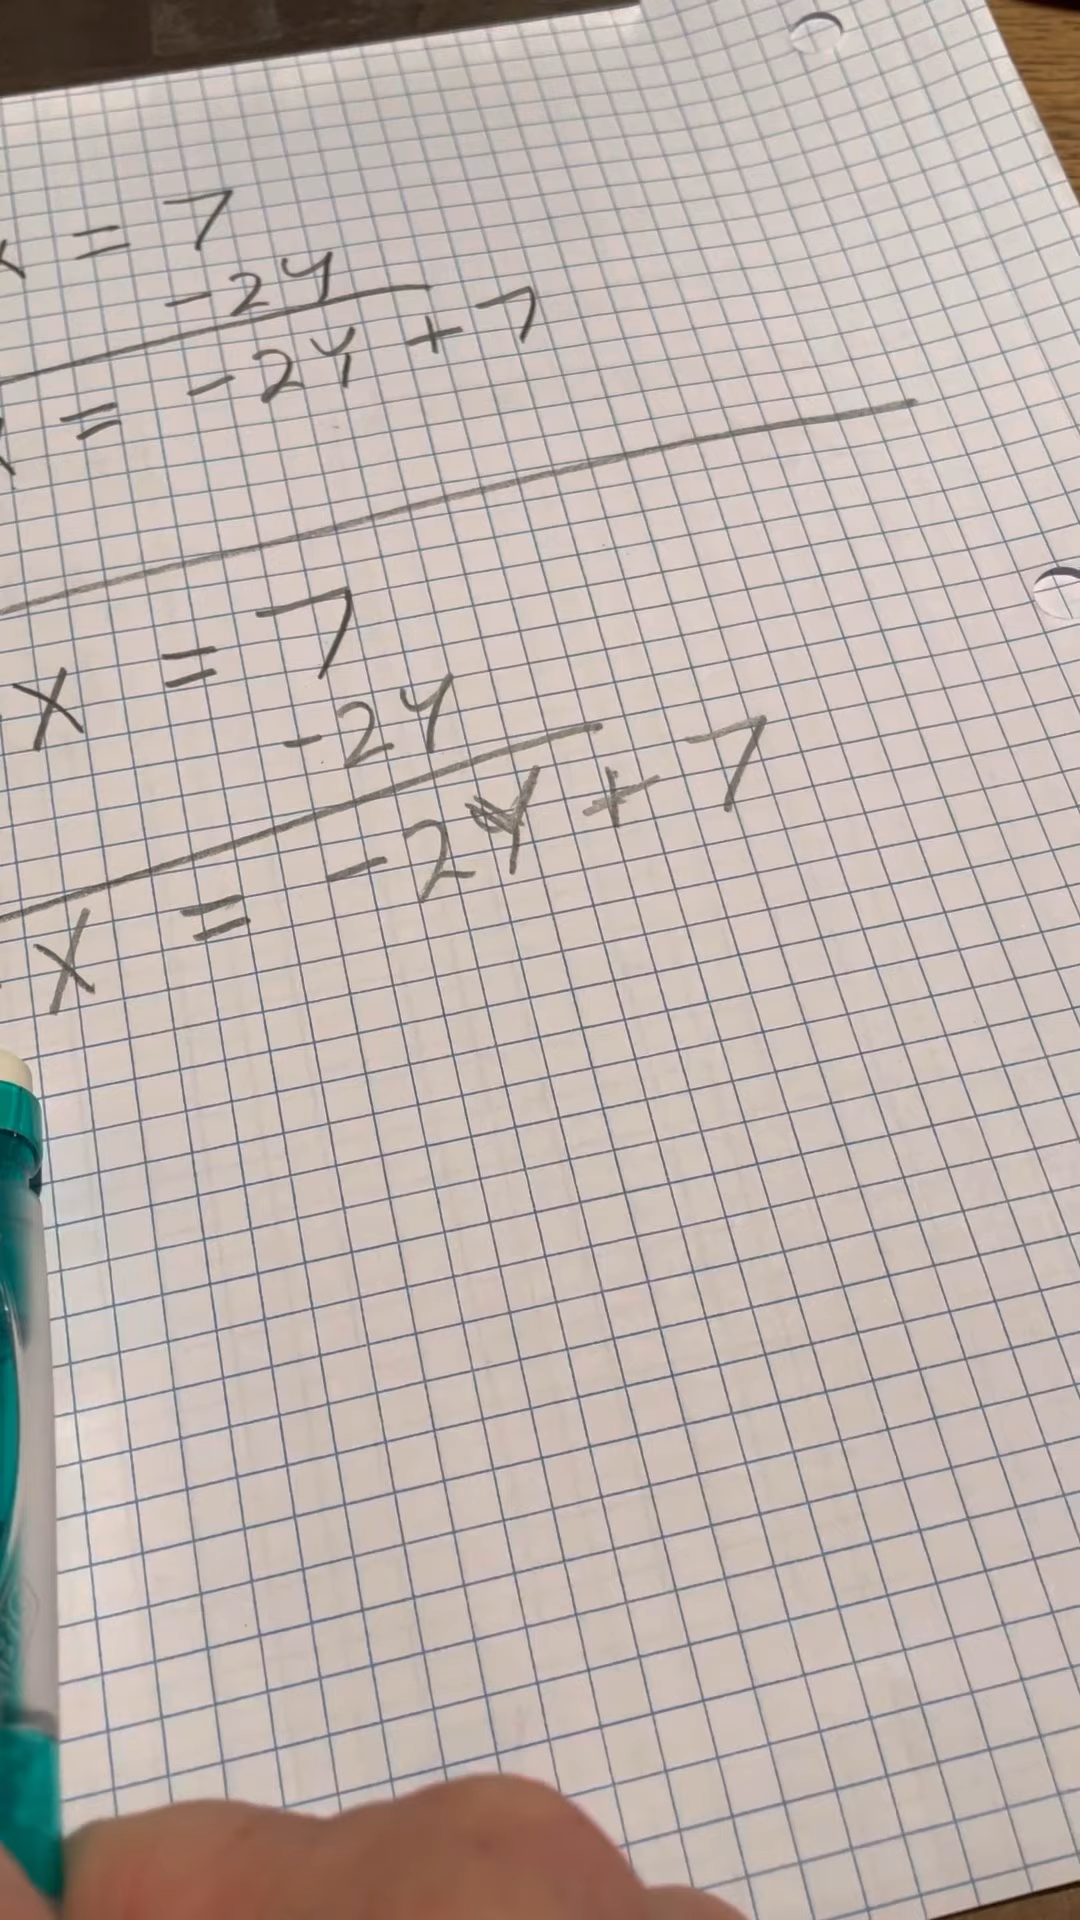 x = 7
-2y
x = -2y + 7
x = 7
-2y
x = -2y + 7